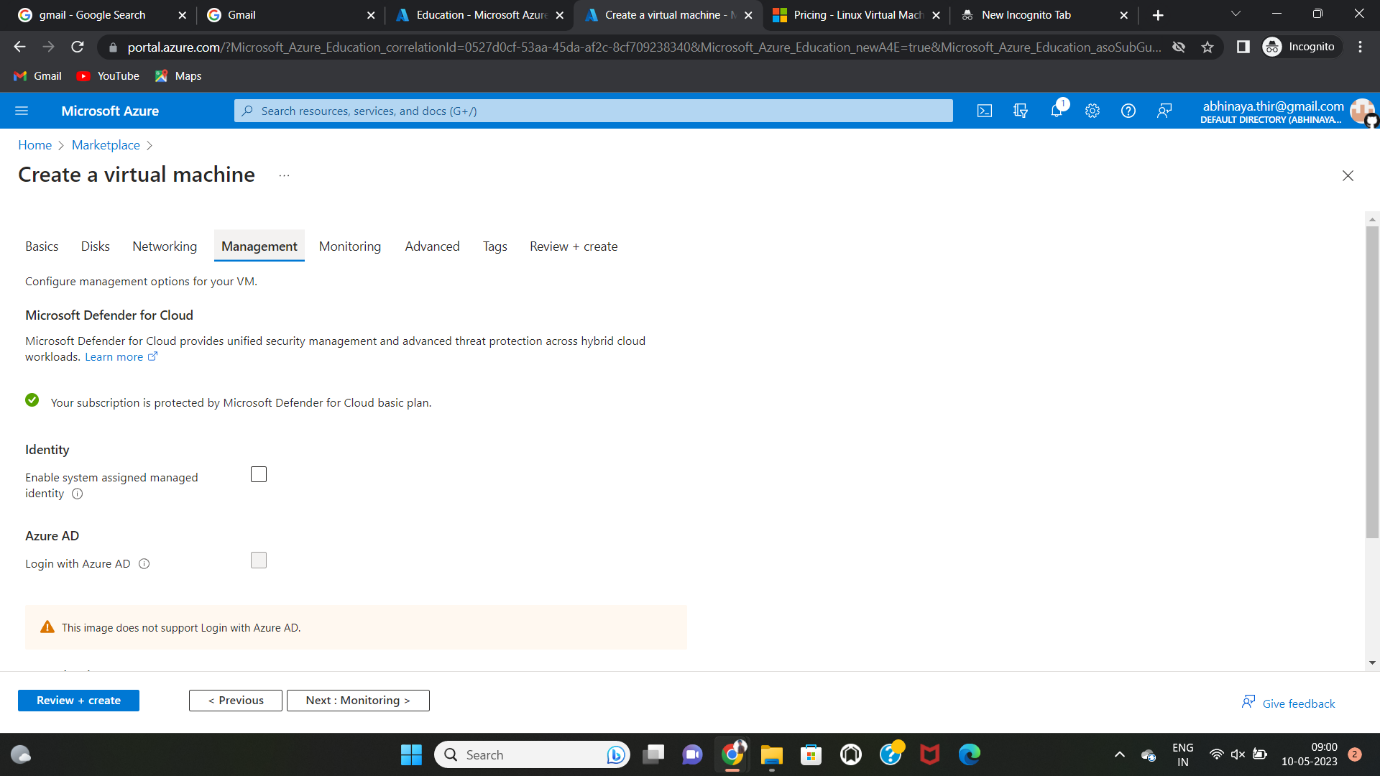 gmail - Google Search
Gmail
Education - Microsoft Azure
Create a virtual machine - M
Pricing - Linux Virtual Mach
New Incognito Tab
portal.azure.com/?Microsoft_Azure_Education_correlationId=0527d0cf-53aa-45da-af2c-8cf709238340&Microsoft_Azure_Education_newA4E=true&Microsoft_Azure_Education_asoSubGu...
Incognito
Gmail YouTube Maps
Microsoft Azure
Search resources, services, and docs (G+/)
1
abhinaya.thir@gmail.com
DEFAULT DIRECTORY (ABHINAYA...
Home > Marketplace >
Create a virtual machine ...
Basics Disks Networking Management Monitoring Advanced Tags Review + create
Configure management options for your VM.
Microsoft Defender for Cloud
Microsoft Defender for Cloud provides unified security management and advanced threat protection across hybrid cloud
workloads. Learn more
Your subscription is protected by Microsoft Defender for Cloud basic plan.
Identity
Enable system assigned managed
identity
Azure AD
Login with Azure AD
This image does not support Login with Azure AD.
Review + create
< Previous
Next : Monitoring >
Give feedback
Search
ENG
IN
09:00
10-05-2023
2